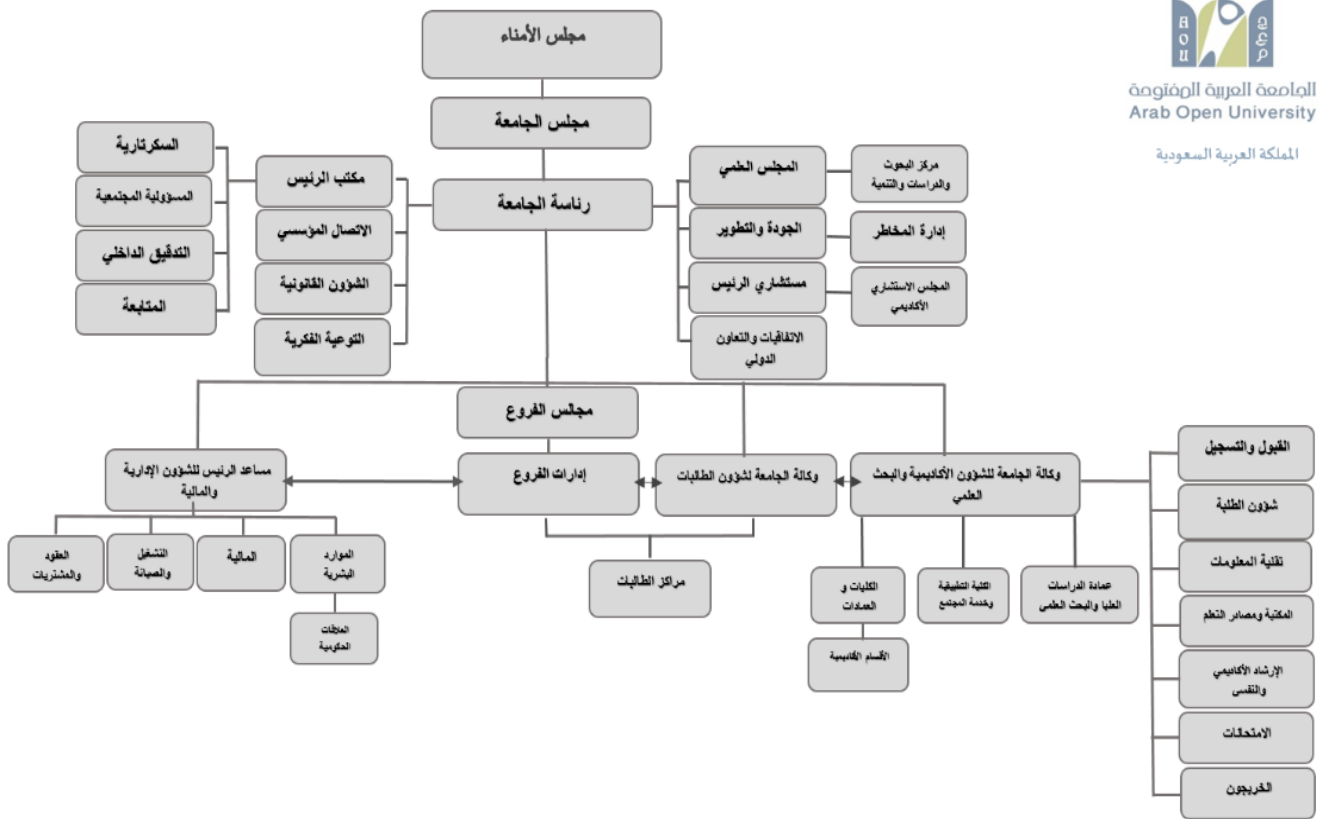 مجلس الأمناء
AOU
الجامعة العربية المفتوحة
Arab Open University
المملكة العربية السعودية
مجلس الجامعة
رئاسة الجامعة
السكرتارية
المسؤولية المجتمعية
التدقيق الداخلي
المتابعة
مكتب الرئيس
الاتصال المؤسسي
الشؤون القانونية
التوعية الفكرية
المجلس العلمي
الجودة والتطوير
مستشاري الرئيس
الاتفاقيات والتعاون
الدولي
مركز البحوث
والدراسات والتنمية
إدارة المخاطر
المجلس الاستشاري
الأكاديمي
مجالس الفروع
إدارات الفروع
وكالة الجامعة لشؤون الطالبات
وكالة الجامعة للشؤون الأكاديمية والبحث
العلمي
مساعد الرئيس للشؤون الإدارية
والمالية
القبول والتسجيل
شؤون الطلبة
تقنية المعلومات
المكتبة ومصادر التعلم
الإرشاد الأكاديمي
والنفسي
الامتحانات
الخريجون
عمادة الدراسات
العليا والبحث العلمي
الكلية التطبيقية
وخدمة المجتمع
الكليات و
العمادات
الأقسام الأكاديمية
مراكز الطالبات
الموارد
البشرية
العلاقات
الحكومية
المالية
التشغيل
والصيانة
العقود
والمشتريات